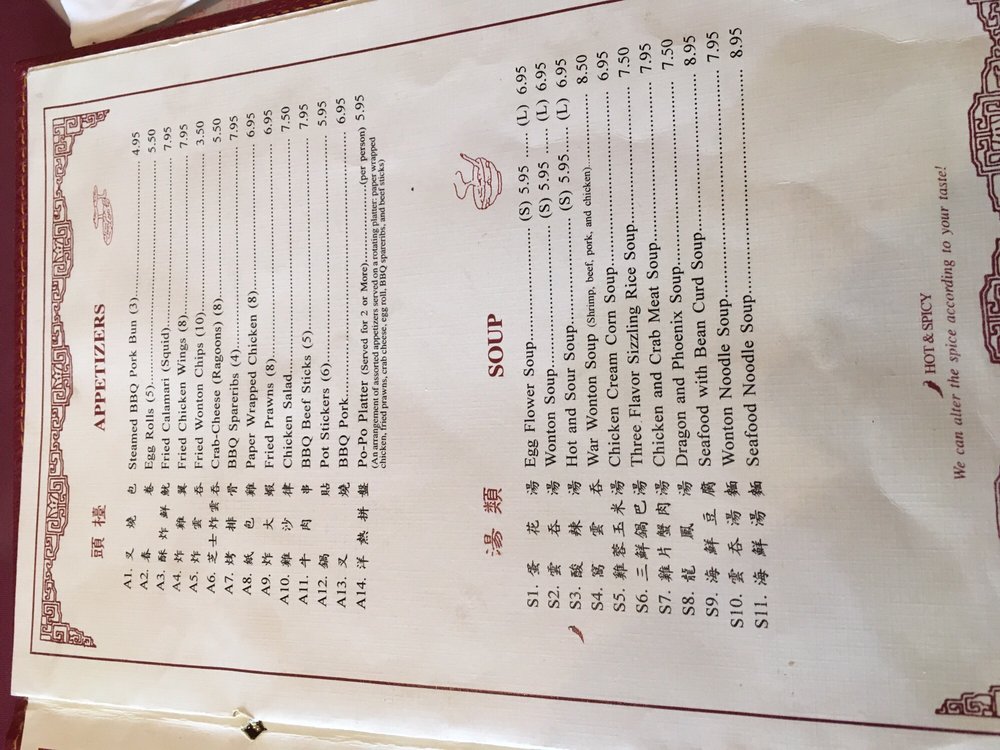 頭檯 APPETIZERS
A1. 叉燒包 Steamed BBQ Pork Bun (3) 4.95
A2. 春卷 Egg Rolls (5) 5.50
A3. 酥炸鮮魷 Fried Calamari (Squid) 7.95
A4. 炸雞翼 Fried Chicken Wings (8) 7.95
A5. 炸雲吞 Fried Wonton Chips (10) 3.50
A6. 芝士炸雲吞 Crab-Cheese (Ragoons) (8) 5.50
A7. 烤排骨 BBQ Spareribs (4) 7.95
A8. 紙包雞 Paper Wrapped Chicken (8) 6.95
A9. 炸大蝦 Fried Prawns (8) 6.95
A10. 雞沙律 Chicken Salad 7.50
A11. 牛肉串 BBQ Beef Sticks (5) 7.95
A12. 鍋貼 Pot Stickers (6) 5.95
A13. 叉燒 BBQ Pork 6.95
A14. 洋熱拼盤 Po-Po Platter (Served for 2 or More) (per person) 5.95
(An arrangement of assorted appetizers served on a rotating platter: paper wrapped
chicken, fried prawns, crab cheese, egg roll, BBQ spareribs, and beef sticks)
湯類 SOUP
S1. 蛋花湯 Egg Flower Soup (S) 5.95 (L) 6.95
S2. 雲吞湯 Wonton Soup (S) 5.95 (L) 6.95
S3. 酸辣湯 Hot and Sour Soup (S) 5.95 (L) 6.95
S4. 窩雲吞 War Wonton Soup (Shrimp, beef, pork, and chicken) 8.50
S5. 雞蓉玉米湯 Chicken Cream Corn Soup 6.95
S6. 三鮮鍋巴湯 Three Flavor Sizzling Rice Soup 7.50
S7. 雞片蟹肉湯 Chicken and Crab Meat Soup 7.95
S8. 龍鳳湯 Dragon and Phoenix Soup 7.50
S9. 海鮮豆腐 Seafood with Bean Curd Soup 8.95
S10. 雲吞湯麵 Wonton Noodle Soup 7.95
S11. 海鮮湯麵 Seafood Noodle Soup 8.95
HOT & SPICY
We can alter the spice according to your taste!